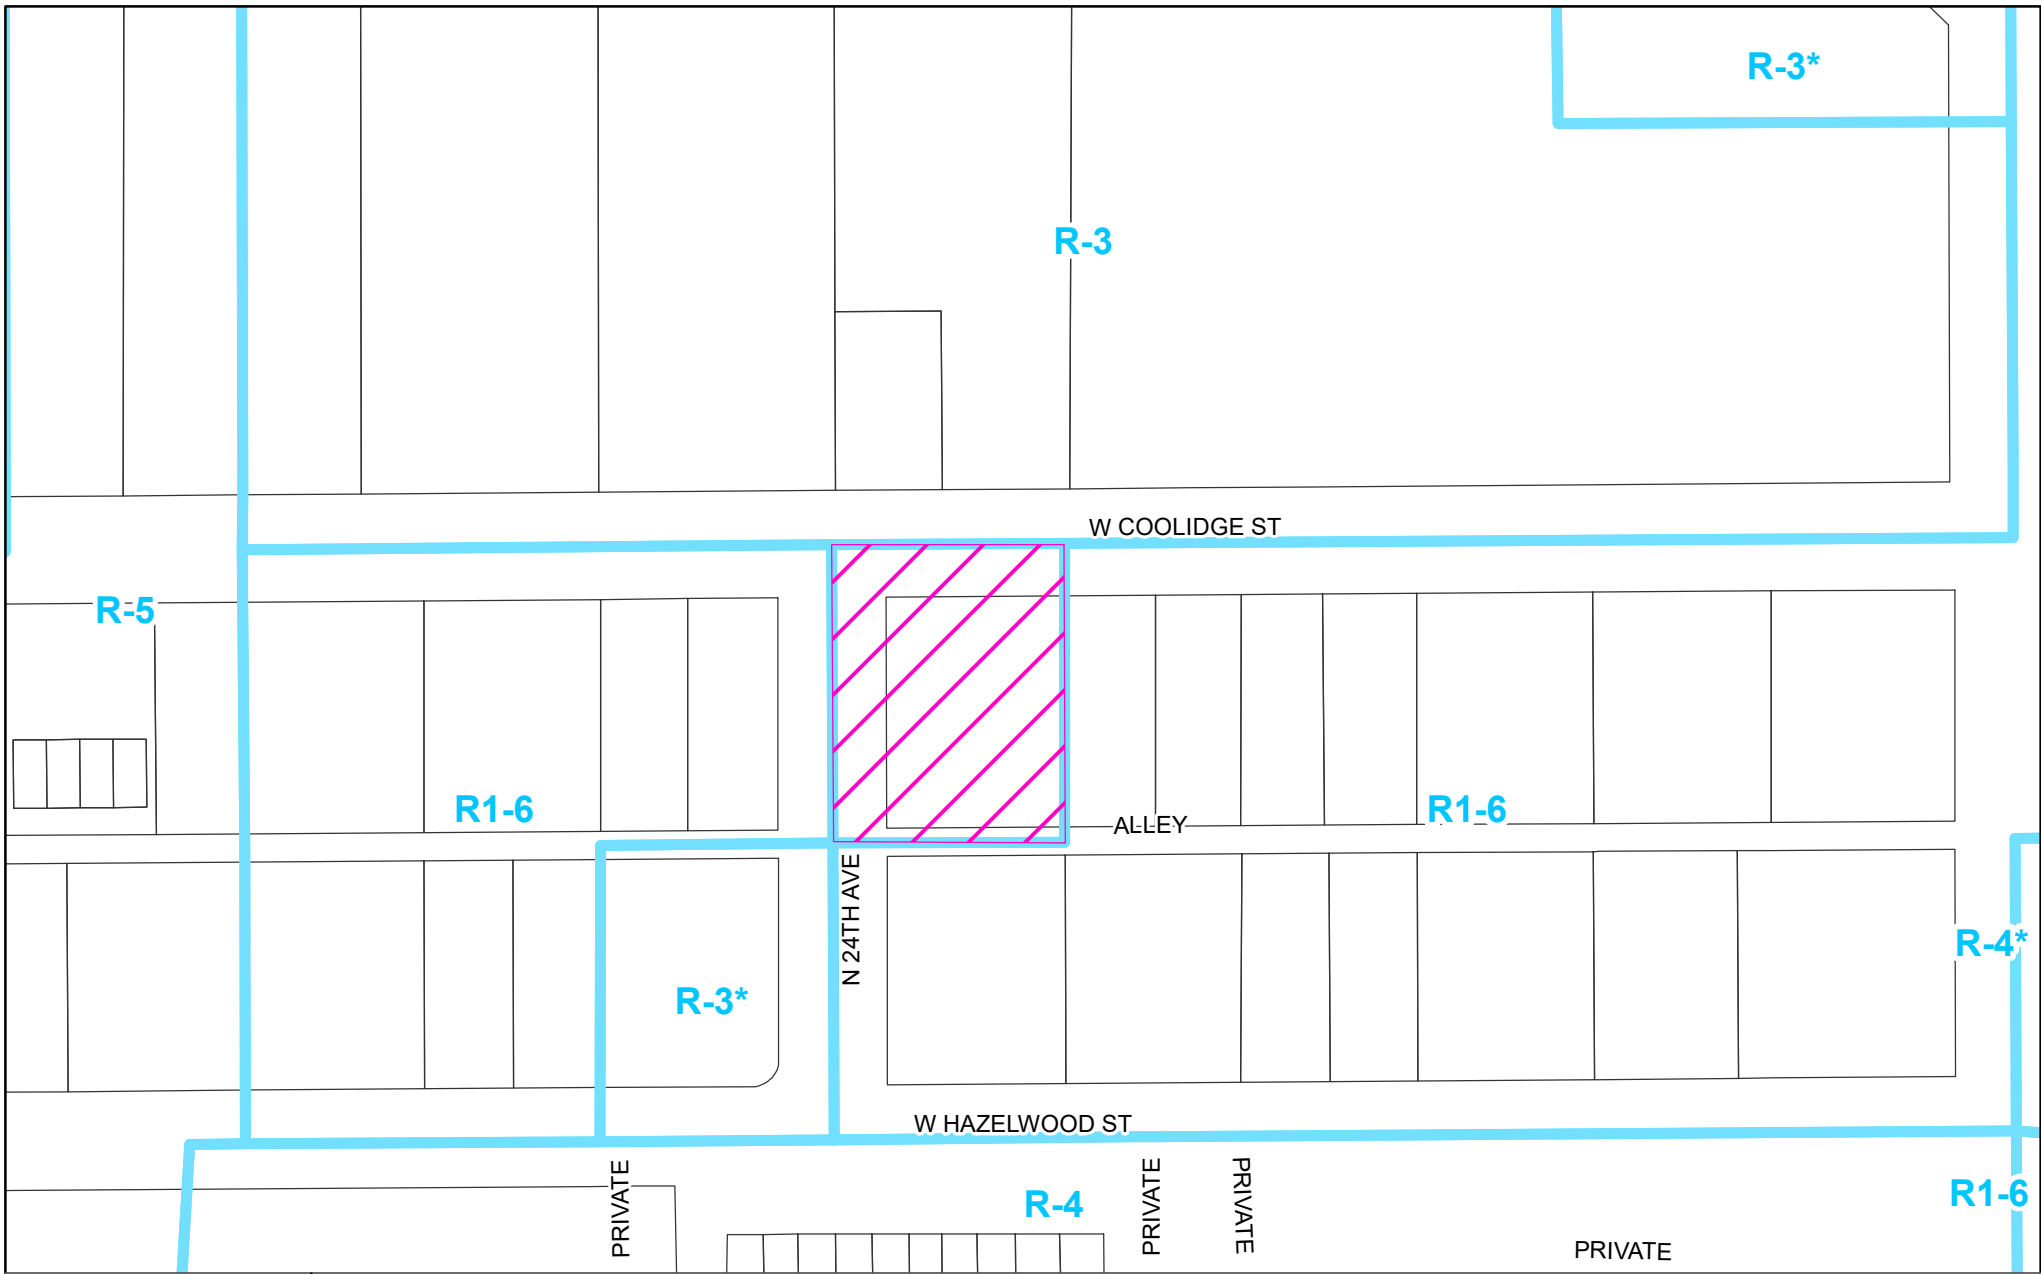 R-3*
R-3
W COOLIDGE ST
R-5
R1-6
R1-6
ALLEY
N 24TH AVE
R-4*
R-3*
W HAZELWOOD ST
PRIVATE
PRIVATE
PRIVATE
R-4
R1-6
PRIVATE